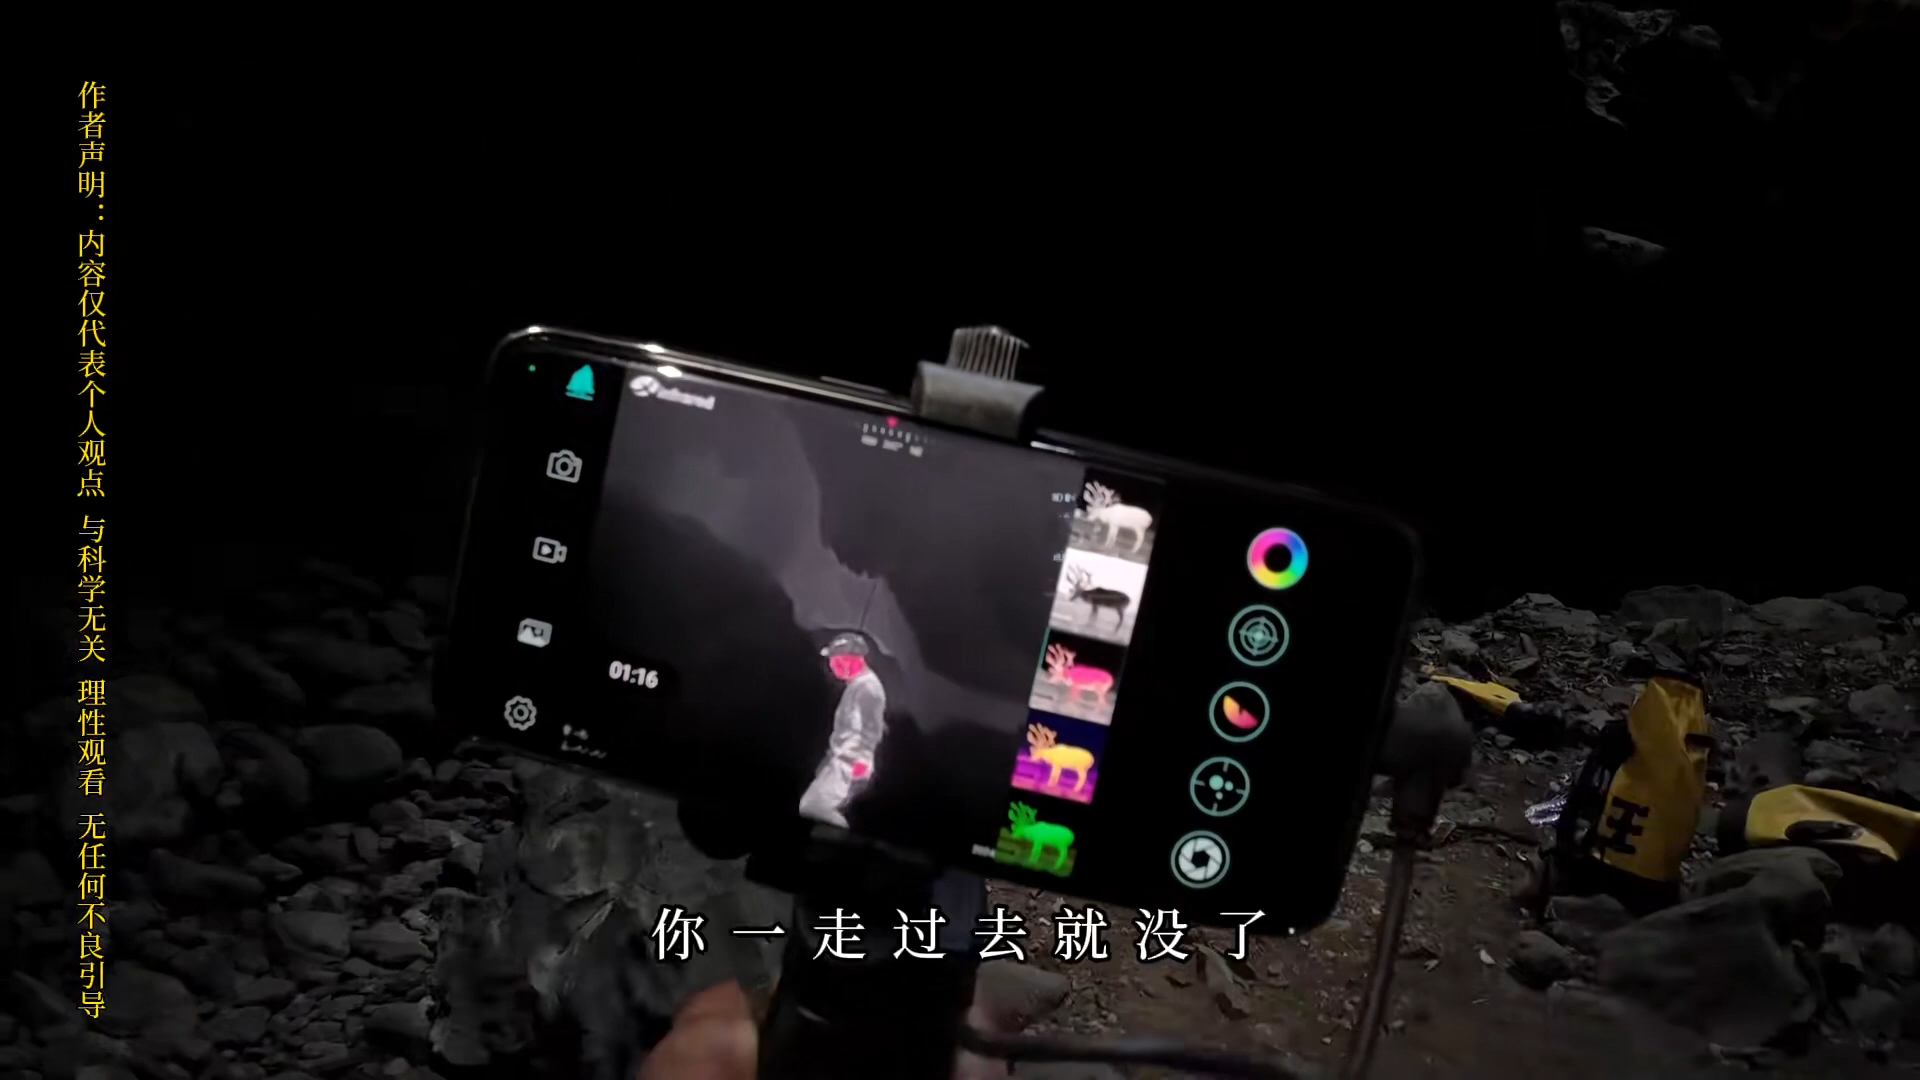 作者声明：内容仅代表个人观点 与科学无关 理性观看 无任何不良引导
infrared
01:16
你一走过去就没了